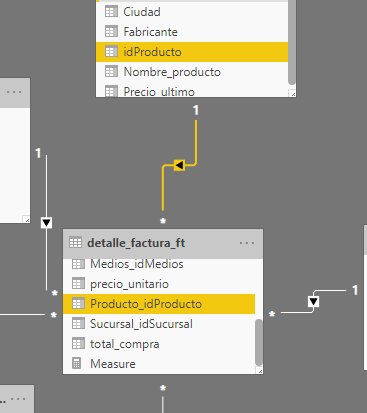 Ciudad
Fabricante
idProducto
Nombre_producto
Precio_ultimo
1
1
*
detalle_factura_ft
Medios_idMedios
precio_unitario
1
*
Producto_idProducto
*
Sucursal_idSucursal
*
total_compra
Measure
*